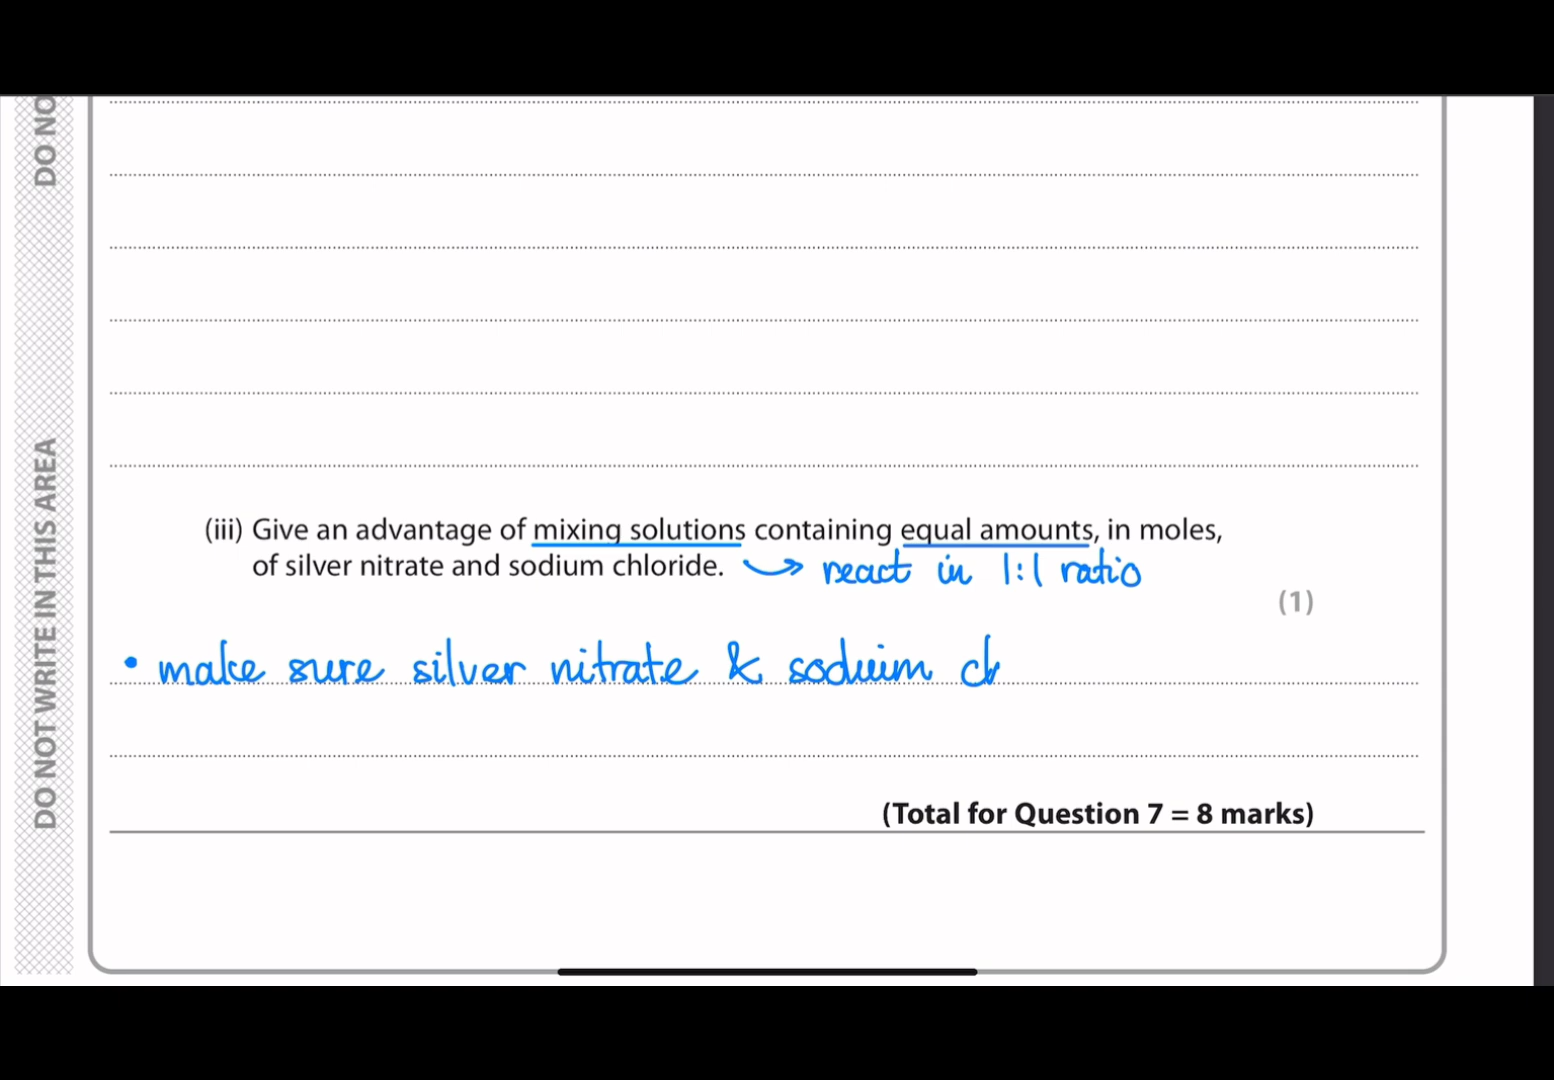 DO NO
DO NOT WRITE IN THIS AREA
(iii) Give an advantage of mixing solutions containing equal amounts, in moles,
of silver nitrate and sodium chloride. react in 1:1 ratio
(1)
• make sure silver nitrate & sodium ch
(Total for Question 7 = 8 marks)